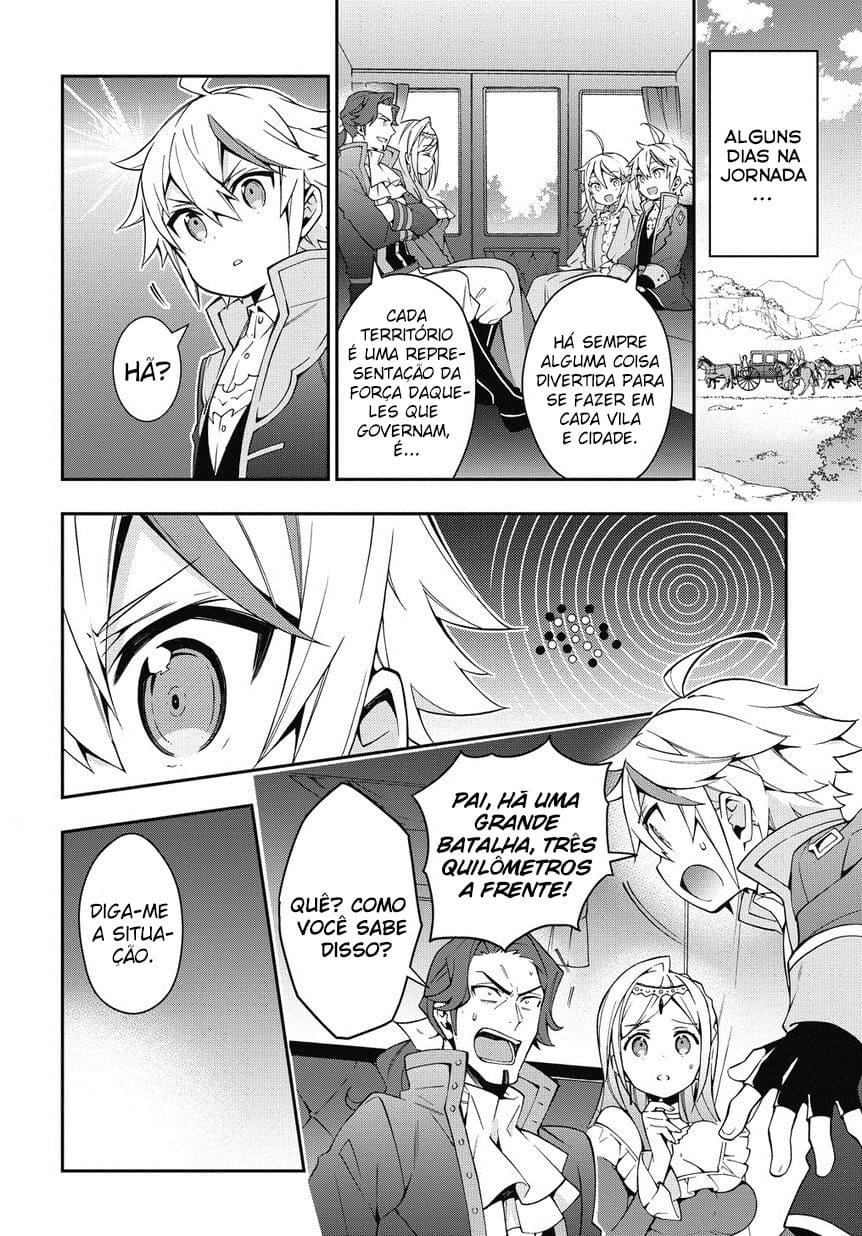 ALGUNS
DIAS NA
JORNADA
...
HÁ SEMPRE
ALGUMA COISA
DIVERTIDA PARA
SE FAZER EM
CADA VILA
E CIDADE.
CADA
TERRITÓRIO
É UMA REPRE-
SENTAÇÃO DA
FORÇA DAQUE-
LES QUE
GOVERNAM,
É...
HÃ?
PAI, HÁ UMA
GRANDE
BATALHA, TRÊS
QUILÔMETROS
A FRENTE!
QUÊ? COMO
VOCÊ SABE
DISSO?
DIGA-ME
A SITUA-
ÇÃO.